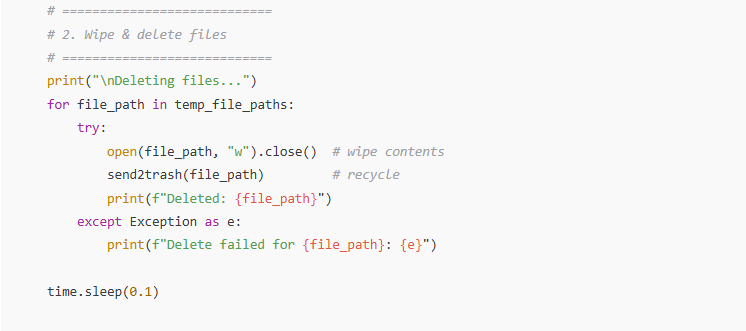 # ============================
# 2. Wipe & delete files
# ============================
print("\nDeleting files...")
for file_path in temp_file_paths:
    try:
        open(file_path, "w").close()  # wipe contents
        send2trash(file_path)         # recycle
        print(f"Deleted: {file_path}")
    except Exception as e:
        print(f"Delete failed for {file_path}: {e}")

time.sleep(0.1)